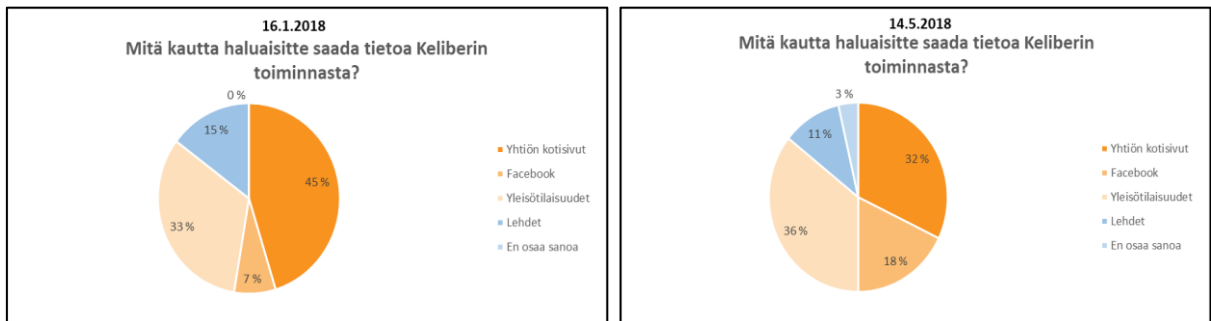 16.1.2018
Mitä kautta haluaisitte saada tietoa Keliberin
toiminnasta?
0 %
15 %
45 %
33 %
7 %
Yhtiön kotisivut
Facebook
Yleisötilaisuudet
Lehdet
En osaa sanoa
14.5.2018
Mitä kautta haluaisitte saada tietoa Keliberin
toiminnasta?
3 %
11 %
32 %
36 %
18 %
Yhtiön kotisivut
Facebook
Yleisötilaisuudet
Lehdet
En osaa sanoa